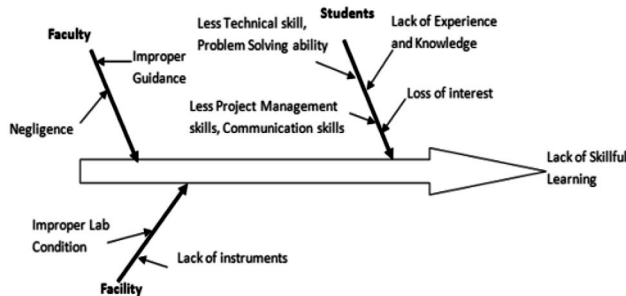 Students
Faculty
Less Technical skill,
Problem Solving ability
Lack of Experience
and Knowledge
Improper
Guidance
Loss of interest
Less Project Management
skills, Communication skills
Negligence
Lack of Skillful
Learning
Improper Lab
Condition
Lack of instruments
Facility